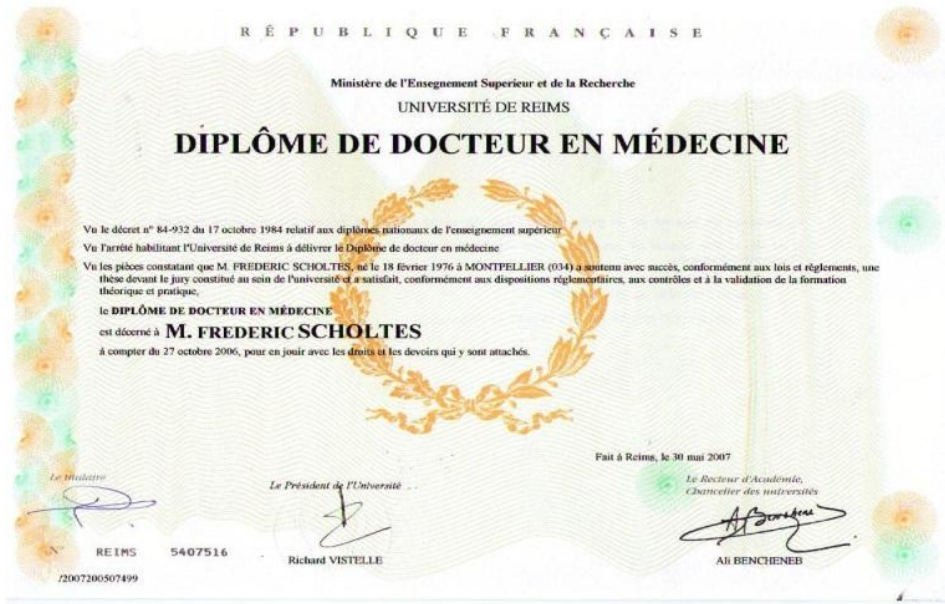 RÉPUBLIQUE FRANÇAISE
Ministère de l'Ensegnement Superieur et de la Recherche
UNIVERSITÉ DE REIMS
DIPLÔME DE DOCTEUR EN MÉDECINE
Vu le décret n° 84-932 du 17 octobre 1984 relatif aux diplômes nationaux de l'enseignement supérieur
Vu l'arrêté habilitant l'Université de Reims à délivrer le Diplôme de docteur en médecine
Vu les pièces constatant que M. FREDERIC SCHOLTES, né le 18 février 1976 à MONTPELLIER (034) a soutenu avec succès, conformément aux lois et règlements, une
thèse devant le jury constitué au sein de l'université et a satisfait, conformément aux dispositions réglementaires, aux contrôles et à la validation de la formation
théorique et pratique,
le DIPLÔME DE DOCTEUR EN MÉDECINE
est décerné à M. FREDERIC SCHOLTES
à compter du 27 octobre 2006, pour en jouir avec les droits et les devoirs qui y sont attachés.
Fait à Reims, le 30 mai 2007
Le titulaire
Le Président de l'Université
Le Recteur d'Académie,
Chancelier des universités
A. Bencheneb
N° REIMS 5407516
Richard VISTELLE
Ali BENCHENEB
/2007200507499